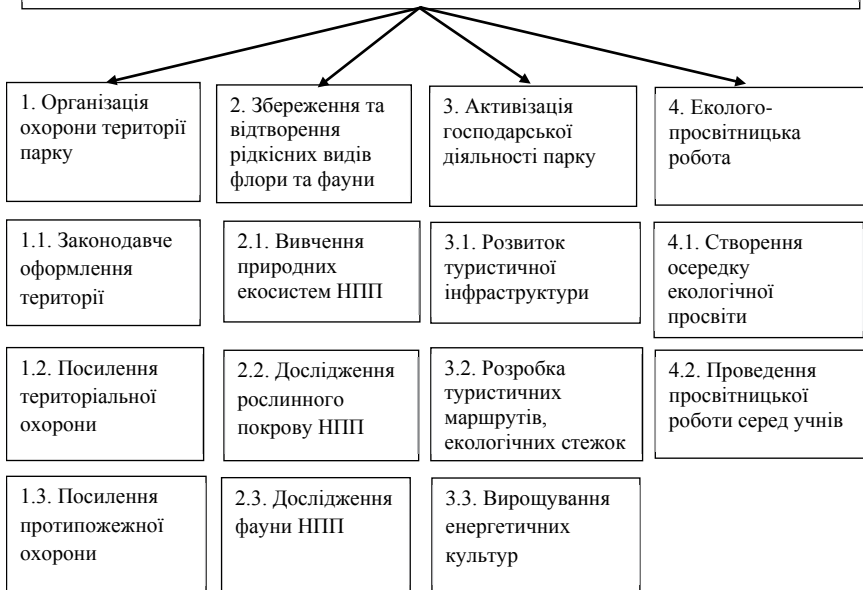 1. Організація
охорони території
парку
2. Збереження та
відтворення
рідкісних видів
флори та фауни
3. Активізація
господарської
діяльності парку
4. Еколого-
просвітницька
робота
1.1. Законодавче
оформлення
території
2.1. Вивчення
природних
екосистем НПП
3.1. Розвиток
туристичної
інфраструктури
4.1. Створення
осередку
екологічної
просвіти
1.2. Посилення
територіальної
охорони
2.2. Дослідження
рослинного
покрову НПП
3.2. Розробка
туристичних
маршрутів,
екологічних стежок
4.2. Проведення
просвітницької
роботи серед учнів
1.3. Посилення
протипожежної
охорони
2.3. Дослідження
фауни НПП
3.3. Вирощування
енергетичних
культур